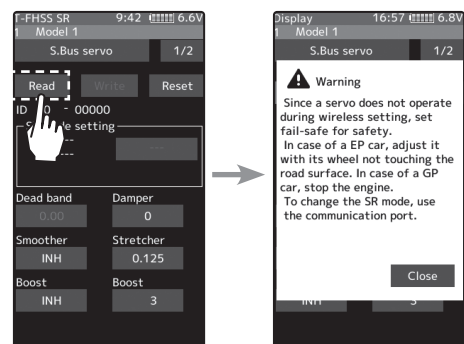 T-FHSS SR 9:42 6.6V
1 Model 1
S.Bus servo 1/2
Read Write Reset
ID 0 - 00000
setting
---
--- ---
Dead band Damper
0.00 0
Smoother Stretcher
INH 0.125
Boost Boost
INH 3
Display 16:57 6.8V
1 Model 1
S.Bus servo 1/2
Warning
Since a servo does not operate
during wireless setting, set
fail-safe for safety.
In case of a EP car, adjust it
with its wheel not touching the
road surface. In case of a GP
car, stop the engine.
To change the SR mode, use
the communication port.
Close
INH 3